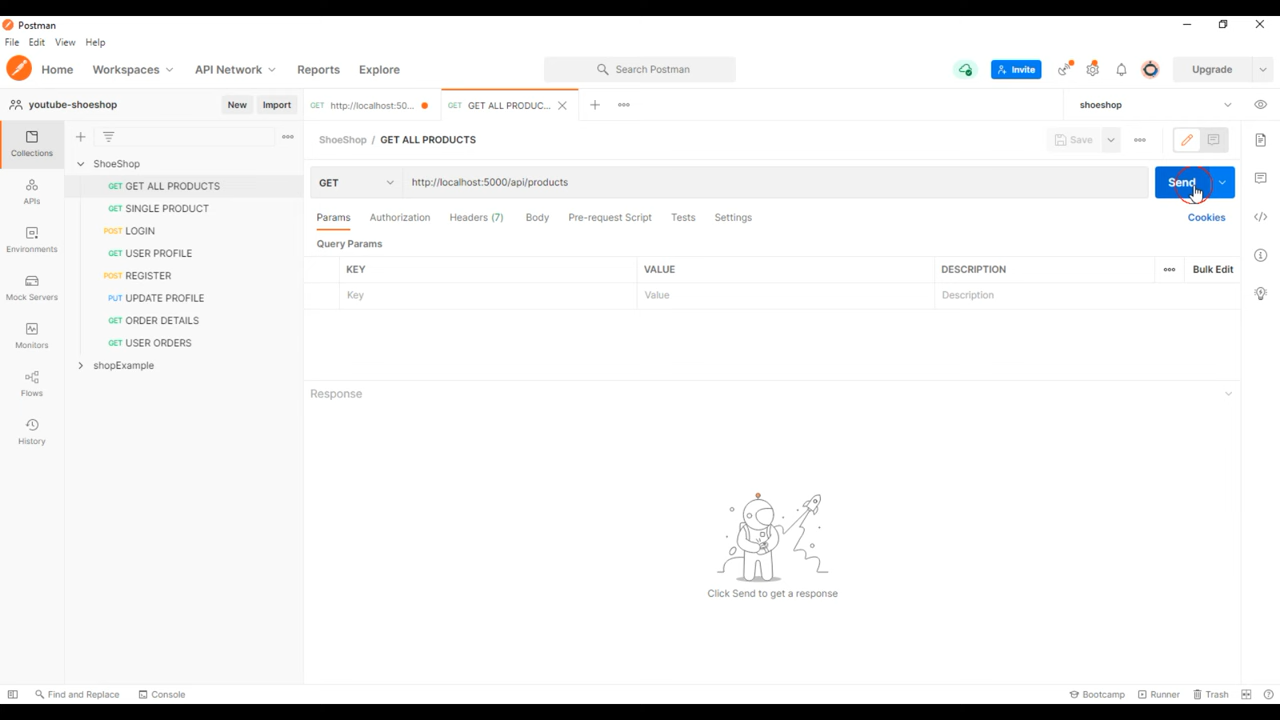 Postman
File Edit View Help
Home Workspaces API Network Reports Explore Search Postman Invite Upgrade
youtube-shoeshop New Import GET http://localhost:50... GET GET ALL PRODUC... shoeshop
Collections
APIs
Environments
Mock Servers
Monitors
Flows
History
ShoeShop
GET GET ALL PRODUCTS
GET SINGLE PRODUCT
POST LOGIN
GET USER PROFILE
POST REGISTER
PUT UPDATE PROFILE
GET ORDER DETAILS
GET USER ORDERS
shopExample
ShoeShop / GET ALL PRODUCTS Save
GET http://localhost:5000/api/products Send
Params Authorization Headers (7) Body Pre-request Script Tests Settings Cookies
Query Params
KEY VALUE DESCRIPTION Bulk Edit
Key Value Description
Response
Click Send to get a response
Find and Replace Console Bootcamp Runner Trash